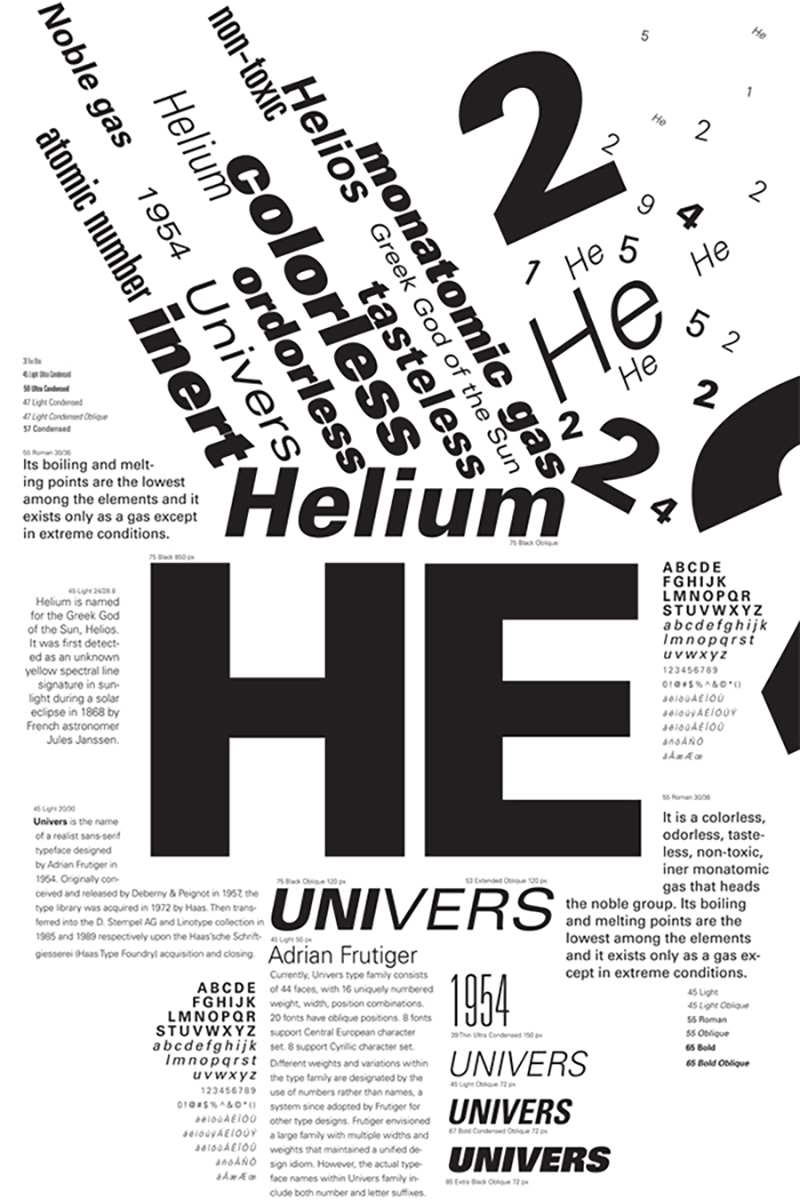 Noble gas
non-toxic
Helium
Helios
monatomic gas
atomic number
1954
colorless
Greek God of the Sun
tasteless
ordorless
Univers
inert
2
5
He
1
He
2
2
2
9
4
1
He
5
He
He
5
2
He
2
2
2
4
2
45 Light Ultra Condensed
59 Ultra Condensed
47 Light Condensed
47 Light Condensed Oblique
57 Condensed
55 Roman 30/36
Its boiling and melt-
ing points are the lowest
among the elements and it
exists only as a gas except
in extreme conditions.
Helium
75 Black Oblique
75 Black 850 px
HE
45 Light 24/28.8
Helium is named
for the Greek God
of the Sun, Helios.
It was first detect-
ed as an unknown
yellow spectral line
signature in sun-
light during a solar
eclipse in 1868 by
French astronomer
Jules Janssen.
ABCDE
FGHIJK
LMNOPQR
STUVWXYZ
abcdefghijk
lmnopqrst
uvwxyz
123456789
0!@#$%^&©*()
55 Roman 30/36
It is a colorless,
odorless, taste-
less, non-toxic,
iner monatomic
gas that heads
the noble group. Its boiling
and melting points are the
lowest among the elements
and it exists only as a gas ex-
cept in extreme conditions.
45 Light 20/30
Univers is the name
of a realist sans-serif
typeface designed
by Adrian Frutiger in
1954. Originally con-
ceived and released by Deberny & Peignot in 1957, the
type library was acquired in 1972 by Haas. Then trans-
ferred into the D. Stempel AG and Linotype collection in
1985 and 1989 respectively upon the Haas'sche Schrift-
giesserei (Haas Type Foundry) acquisition and closing.
75 Black Oblique 120 px
53 Extended Oblique 120 px
UNIVERS
45 Light 50 px
Adrian Frutiger
Currently, Univers type family consists
of 44 faces, with 16 uniquely numbered
weight, width, position combinations.
20 fonts have oblique positions. 8 fonts
support Central European character
set. 8 support Cyrillic character set.
Different weights and variations within
the type family are designated by the
use of numbers rather than names, a
system since adopted by Frutiger for
other type designs. Frutiger envisioned
a large family with multiple widths and
weights that maintained a unified de-
sign idiom. However, the actual type-
face names within Univers family in-
clude both number and letter suffixes.
ABCDE
FGHIJK
LMNOPQR
STUVWXYZ
abcdefghijk
lmnopqrst
uvwxyz
123456789
0!@#$%^&©*()
1954
39 Thin Ultra Condensed 150 px
UNIVERS
45 Light Oblique 72 px
UNIVERS
67 Bold Condensed Oblique 72 px
UNIVERS
85 Extra Black Oblique 72 px
45 Light
45 Light Oblique
55 Roman
55 Oblique
65 Bold
65 Bold Oblique